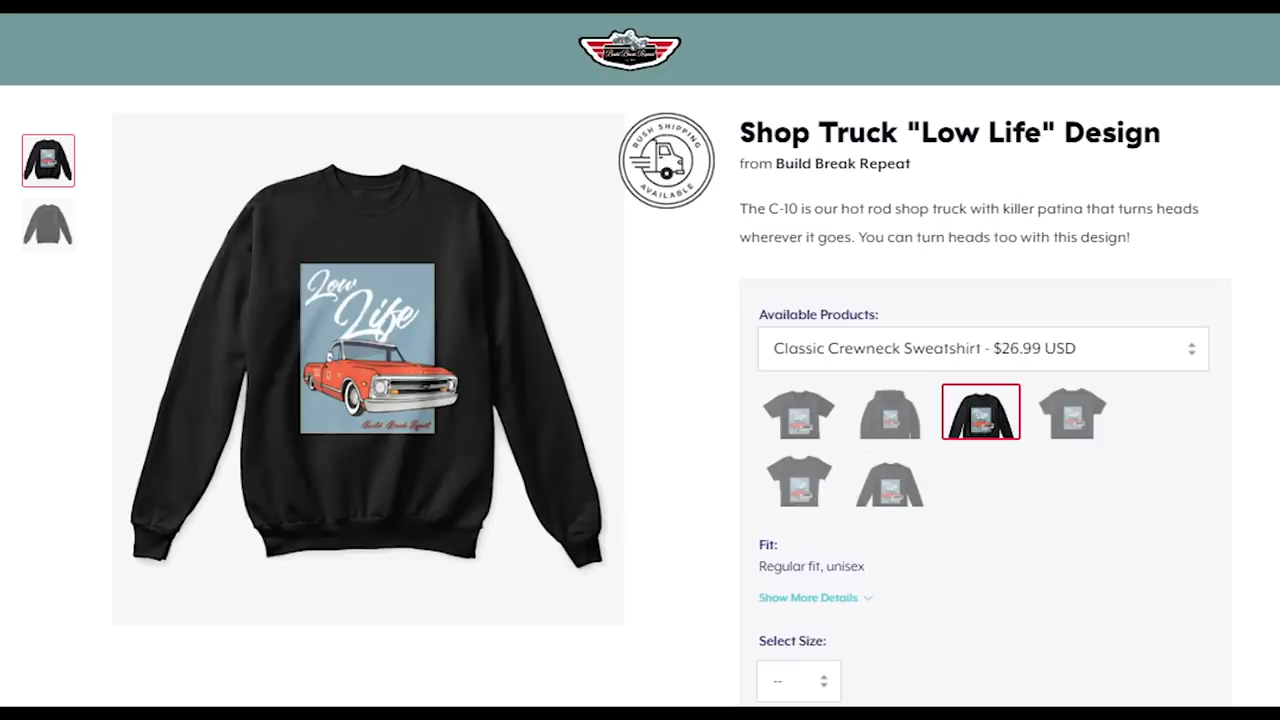 Build Break Repeat
RUSH SHIPPING
AVAILABLE
Shop Truck "Low Life" Design
from Build Break Repeat
The C-10 is our hot rod shop truck with killer patina that turns heads
wherever it goes. You can turn heads too with this design!
Low
Life
Build Break Repeat
Available Products:
Classic Crewneck Sweatshirt - $26.99 USD
Fit:
Regular fit, unisex
Show More Details
Select Size:
--